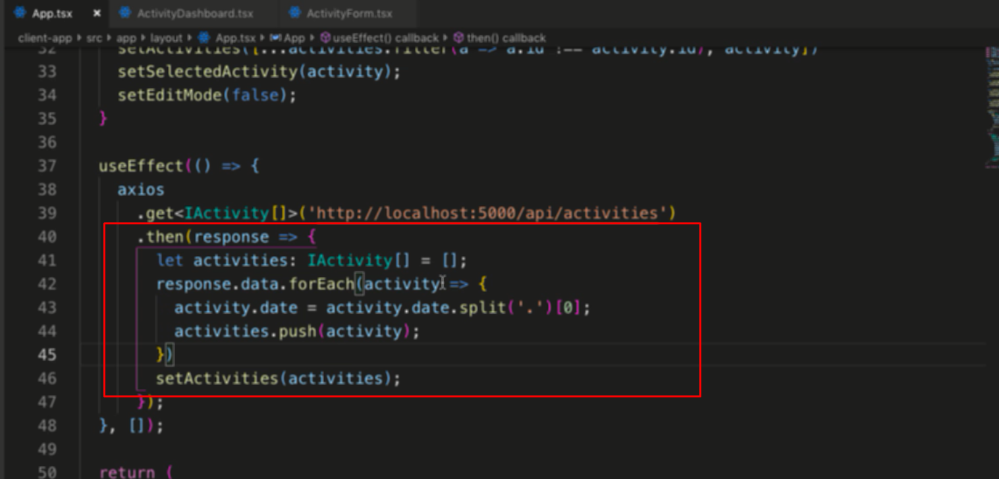 App.tsx × ActivityDashboard.tsx ActivityForm.tsx
client-app src app layout App.tsx App useEffect() callback then() callback
32 setActivities([...activities.filter(a => a.id !== activity.id), activity])
33 setSelectedActivity(activity);
34 setEditMode(false);
35 }
36
37 useEffect(() => {
38 axios
39 .get<IActivity[]>('http://localhost:5000/api/activities')
40 .then(response => {
41 let activities: IActivity[] = [];
42 response.data.forEach(activity => {
43 activity.date = activity.date.split('.')[0];
44 activities.push(activity);
45 })
46 setActivities(activities);
47 });
48 }, []);
49
50 return (